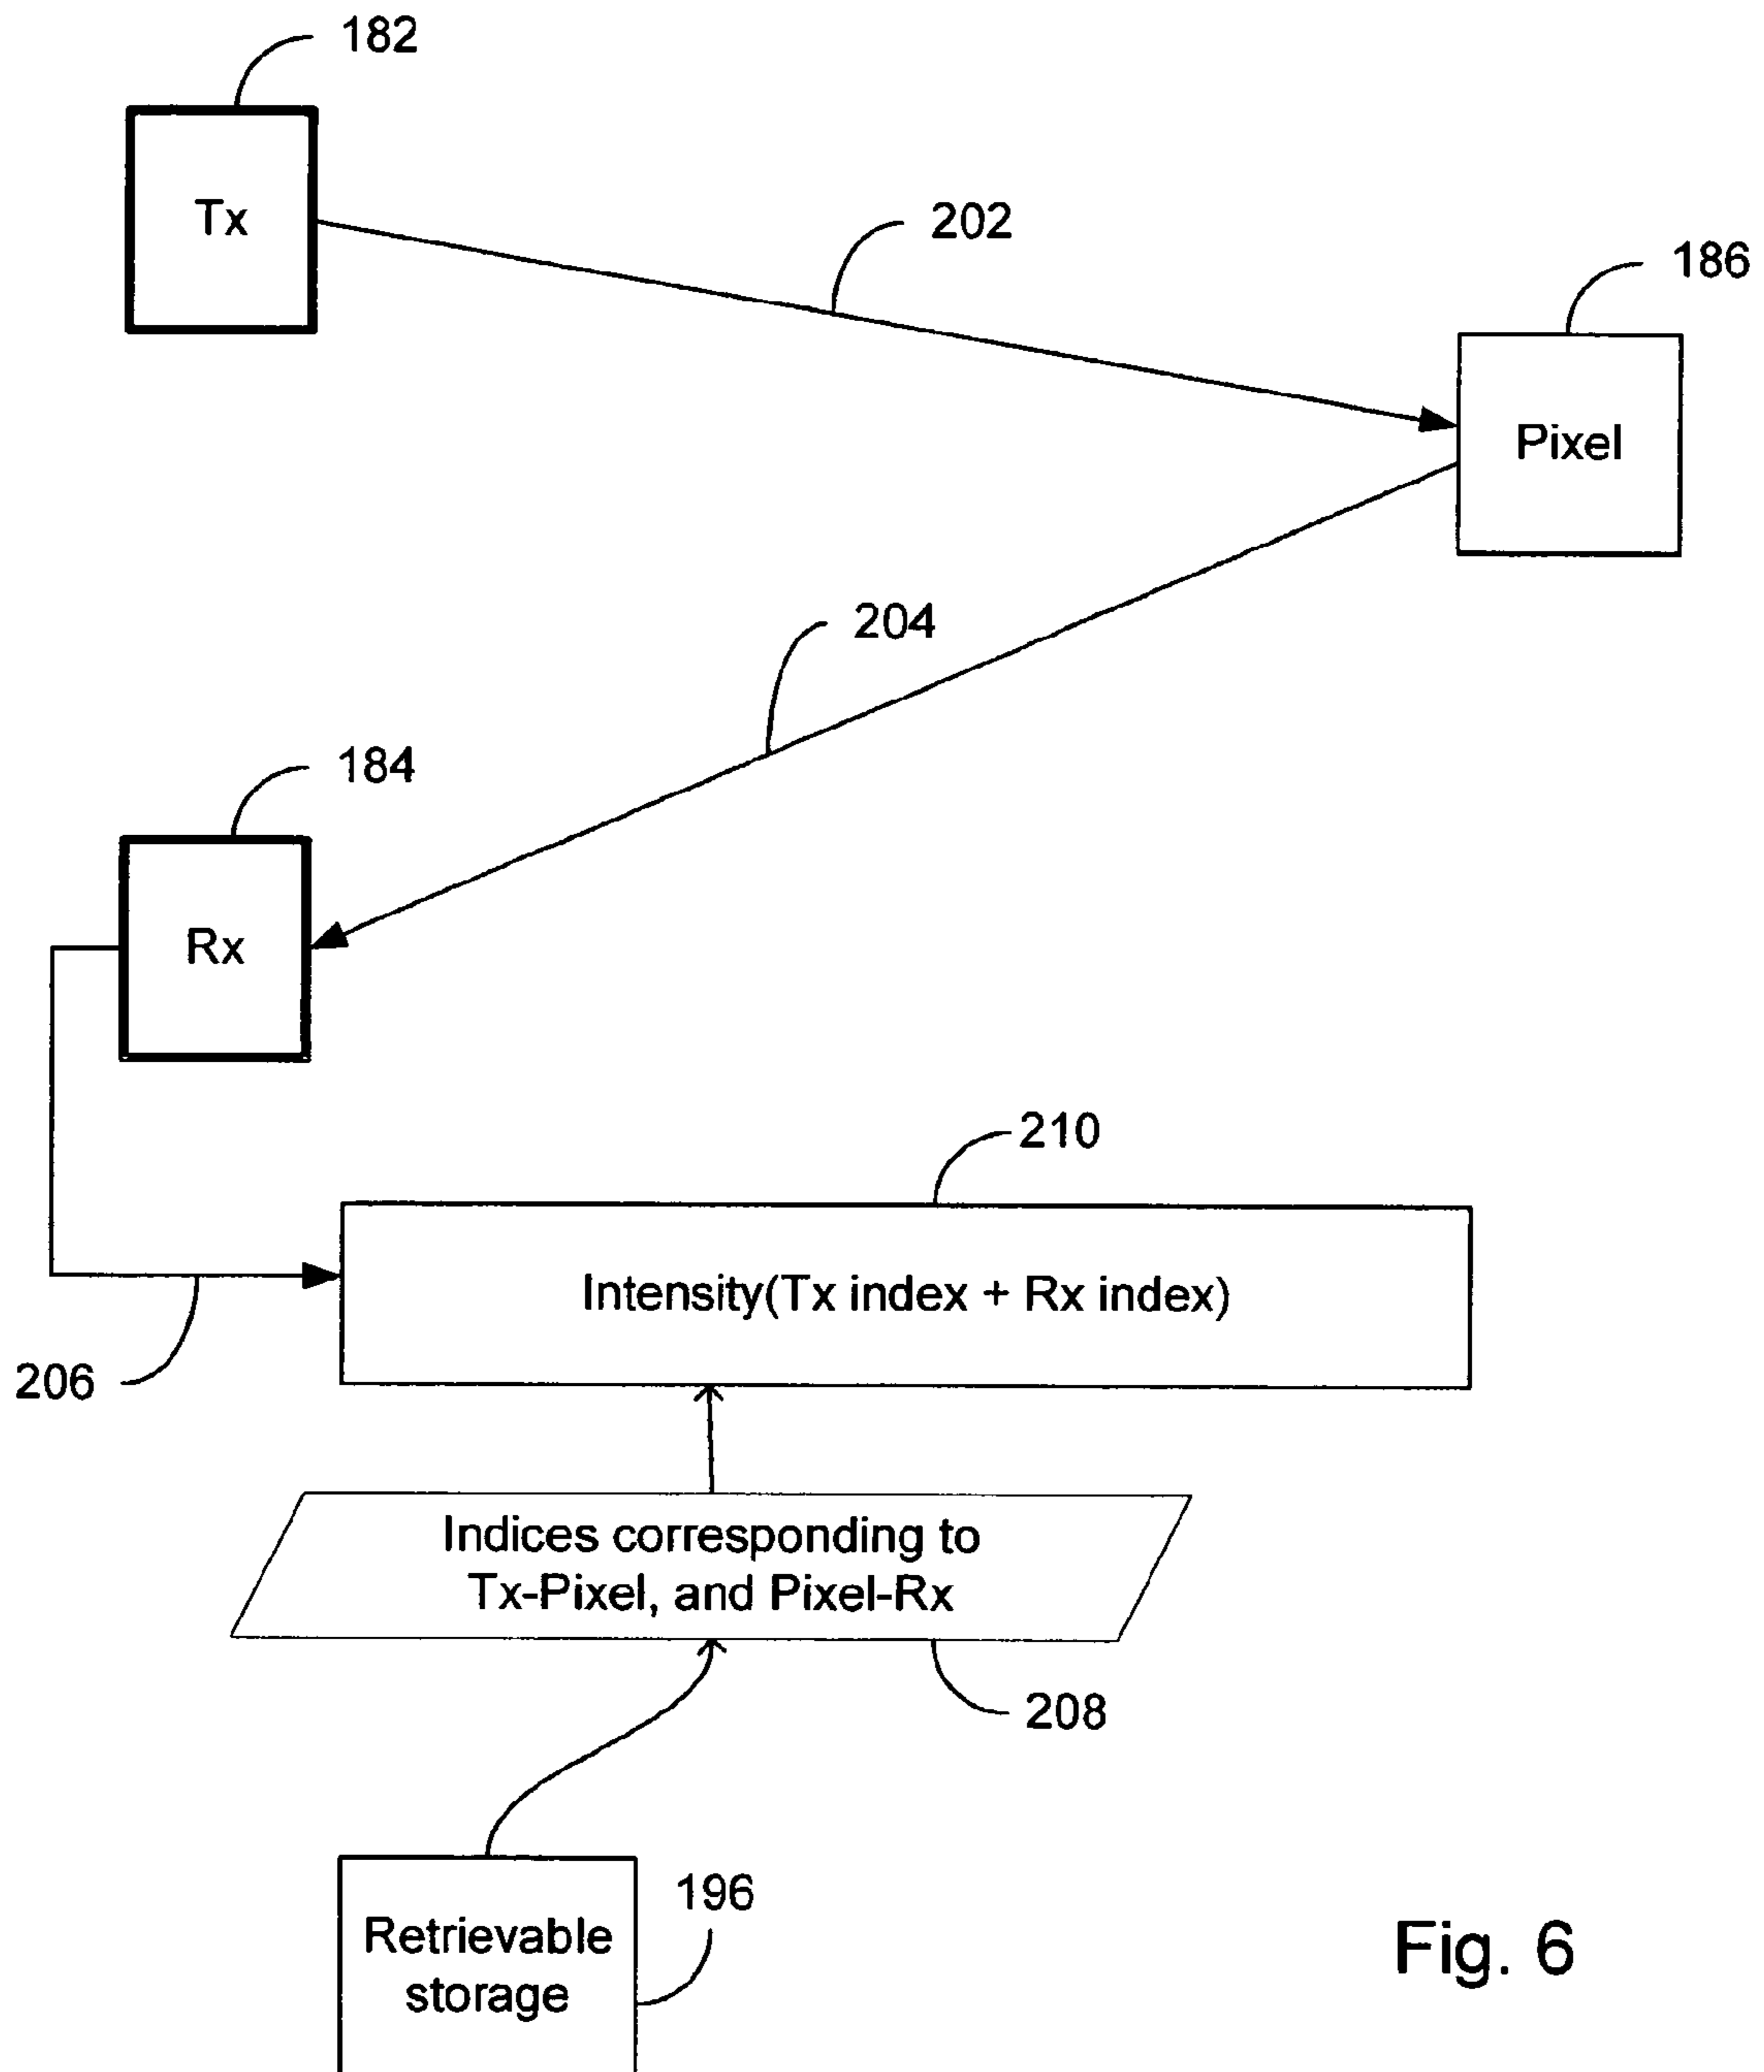 182
Tx
202
186
Pixel
204
184
Rx
210
Intensity(Tx index + Rx index)
206
Indices corresponding to
Tx-Pixel, and Pixel-Rx
208
196
Retrievable
storage
Fig. 6